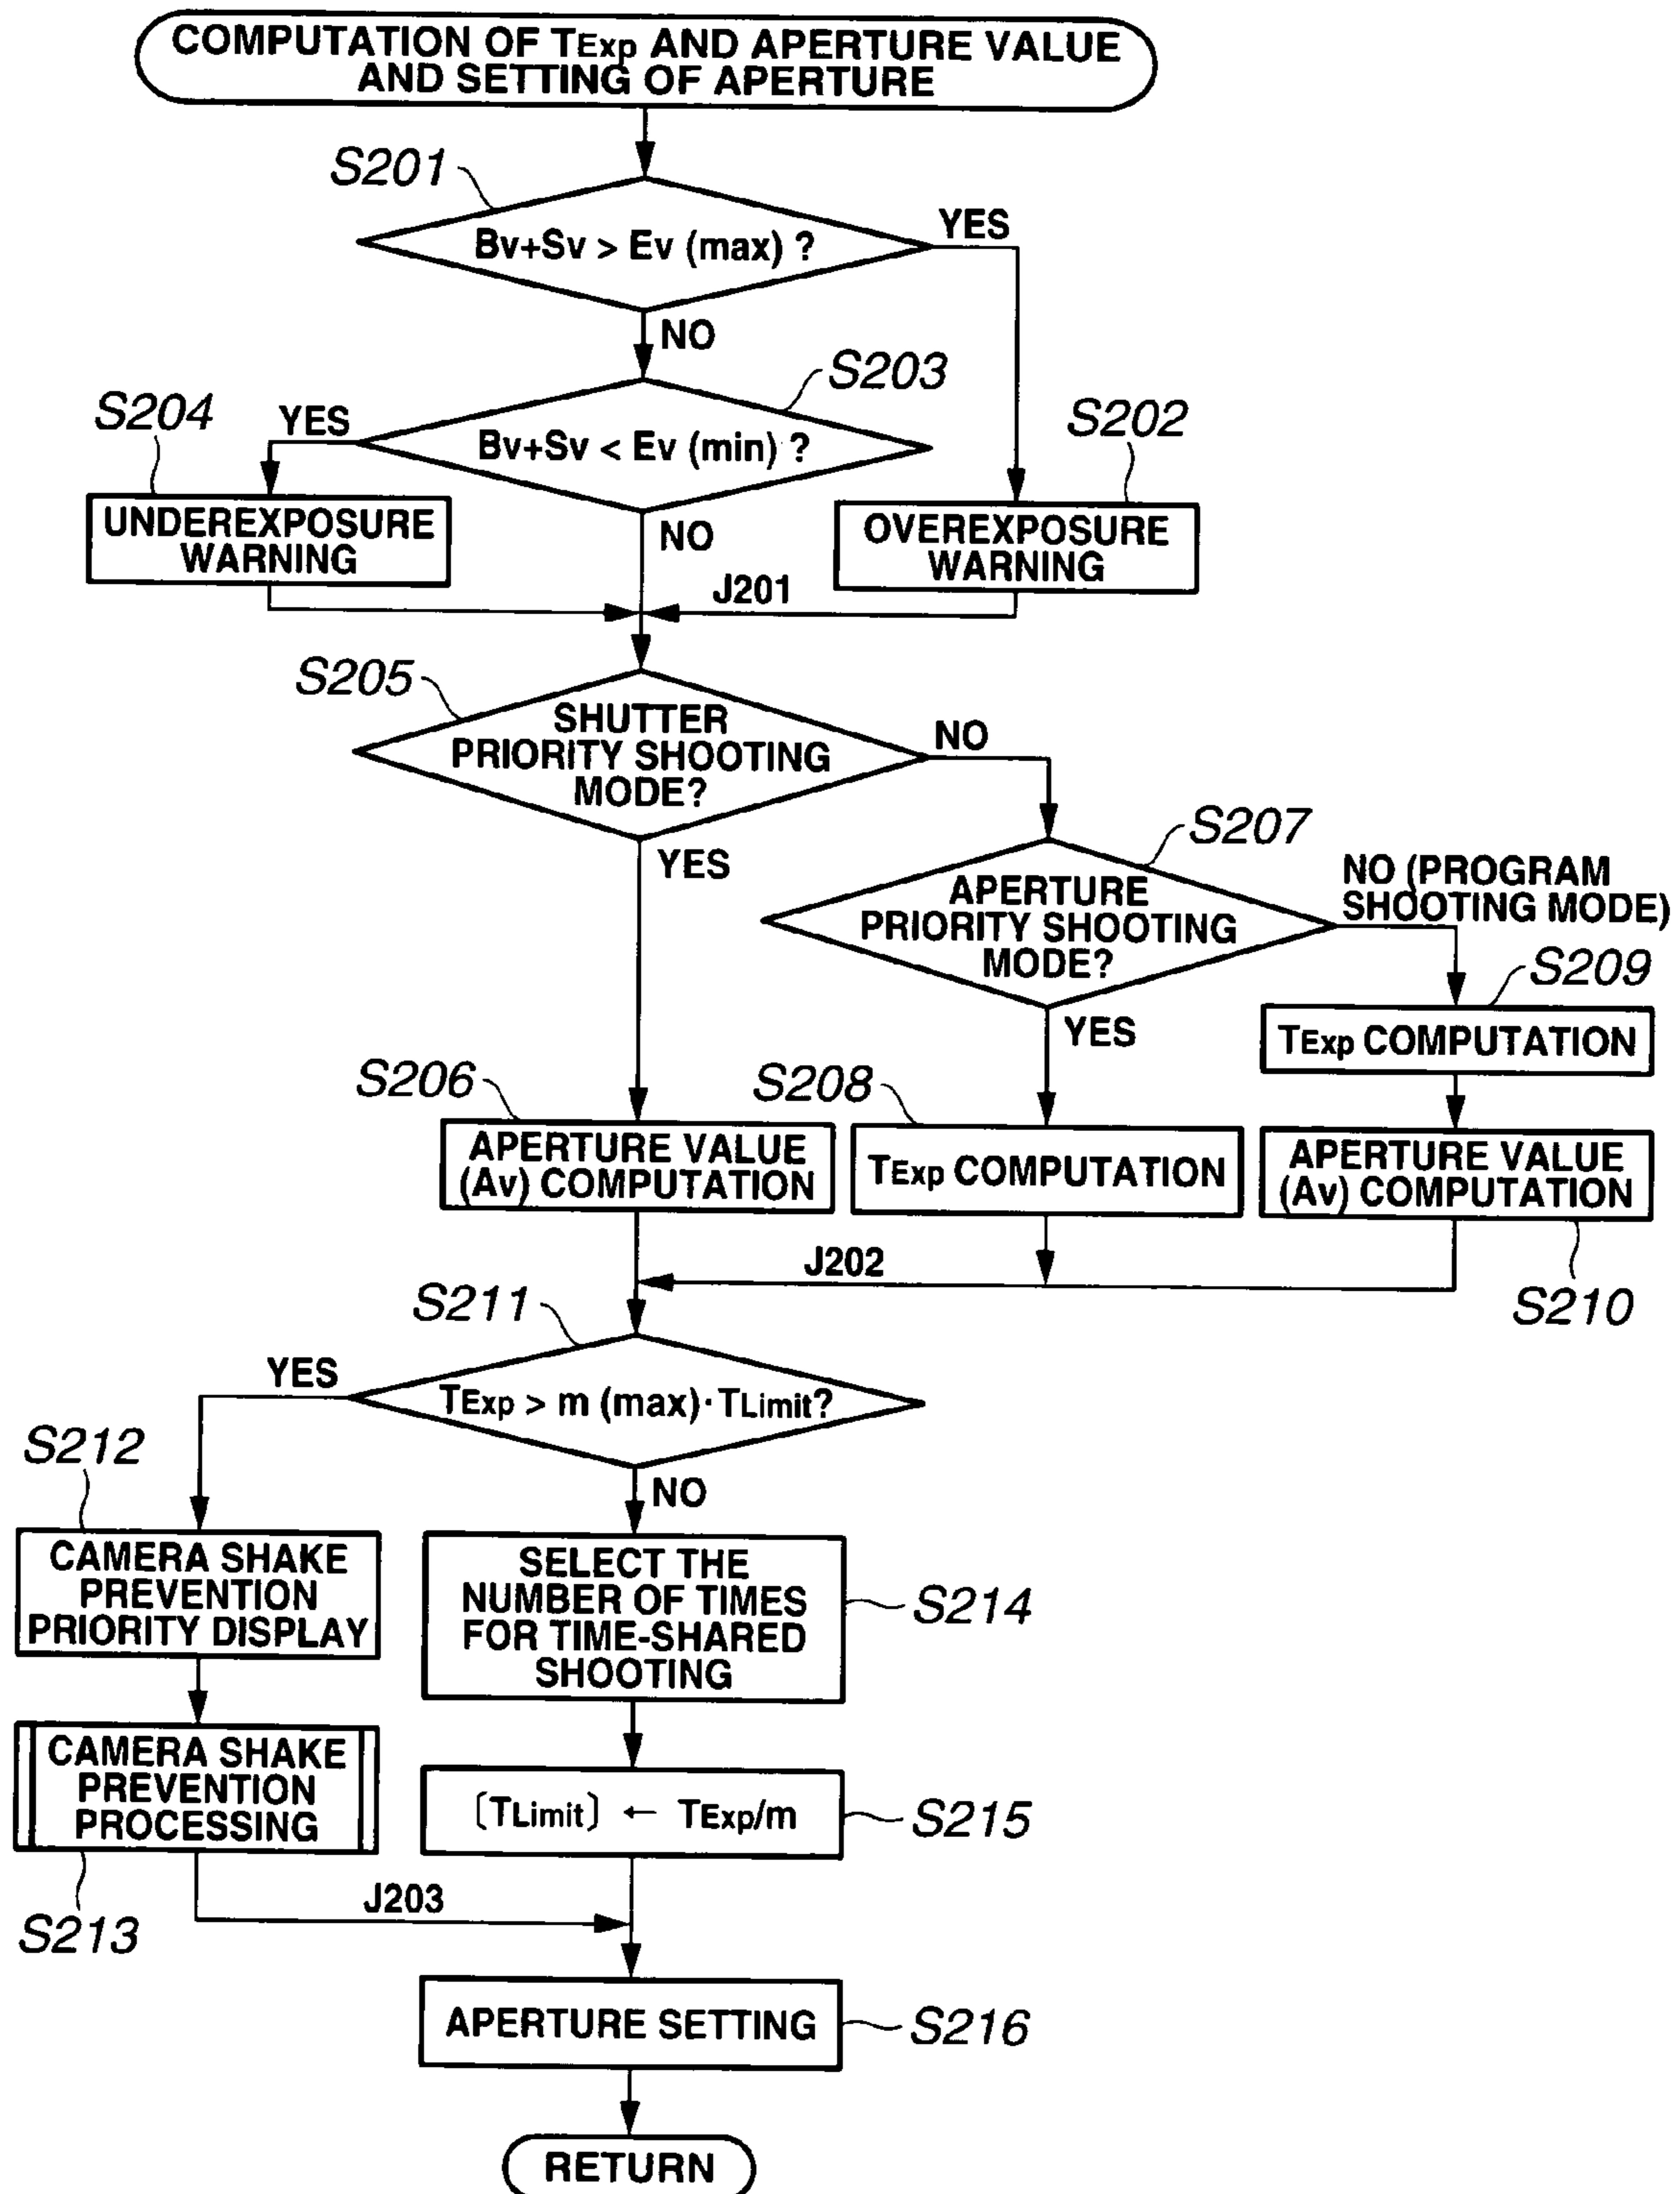 COMPUTATION OF TExp AND APERTURE VALUE
AND SETTING OF APERTURE
S201
Bv+Sv > Ev (max) ?
YES
NO
S203
S204
YES
Bv+Sv < Ev (min) ?
S202
UNDEREXPOSURE
WARNING
NO
OVEREXPOSURE
WARNING
J201
S205
SHUTTER
PRIORITY SHOOTING
MODE?
NO
YES
S207
APERTURE
PRIORITY SHOOTING
MODE?
NO (PROGRAM
SHOOTING MODE)
S209
YES
TExp COMPUTATION
S206
APERTURE VALUE
(Av) COMPUTATION
S208
TExp COMPUTATION
APERTURE VALUE
(Av) COMPUTATION
J202
S210
S211
YES
TExp > m (max)·TLimit?
S212
NO
CAMERA SHAKE
PREVENTION
PRIORITY DISPLAY
SELECT THE
NUMBER OF TIMES
FOR TIME-SHARED
SHOOTING
S214
CAMERA SHAKE
PREVENTION
PROCESSING
[TLimit] ← TExp/m
S215
J203
S213
APERTURE SETTING
S216
RETURN